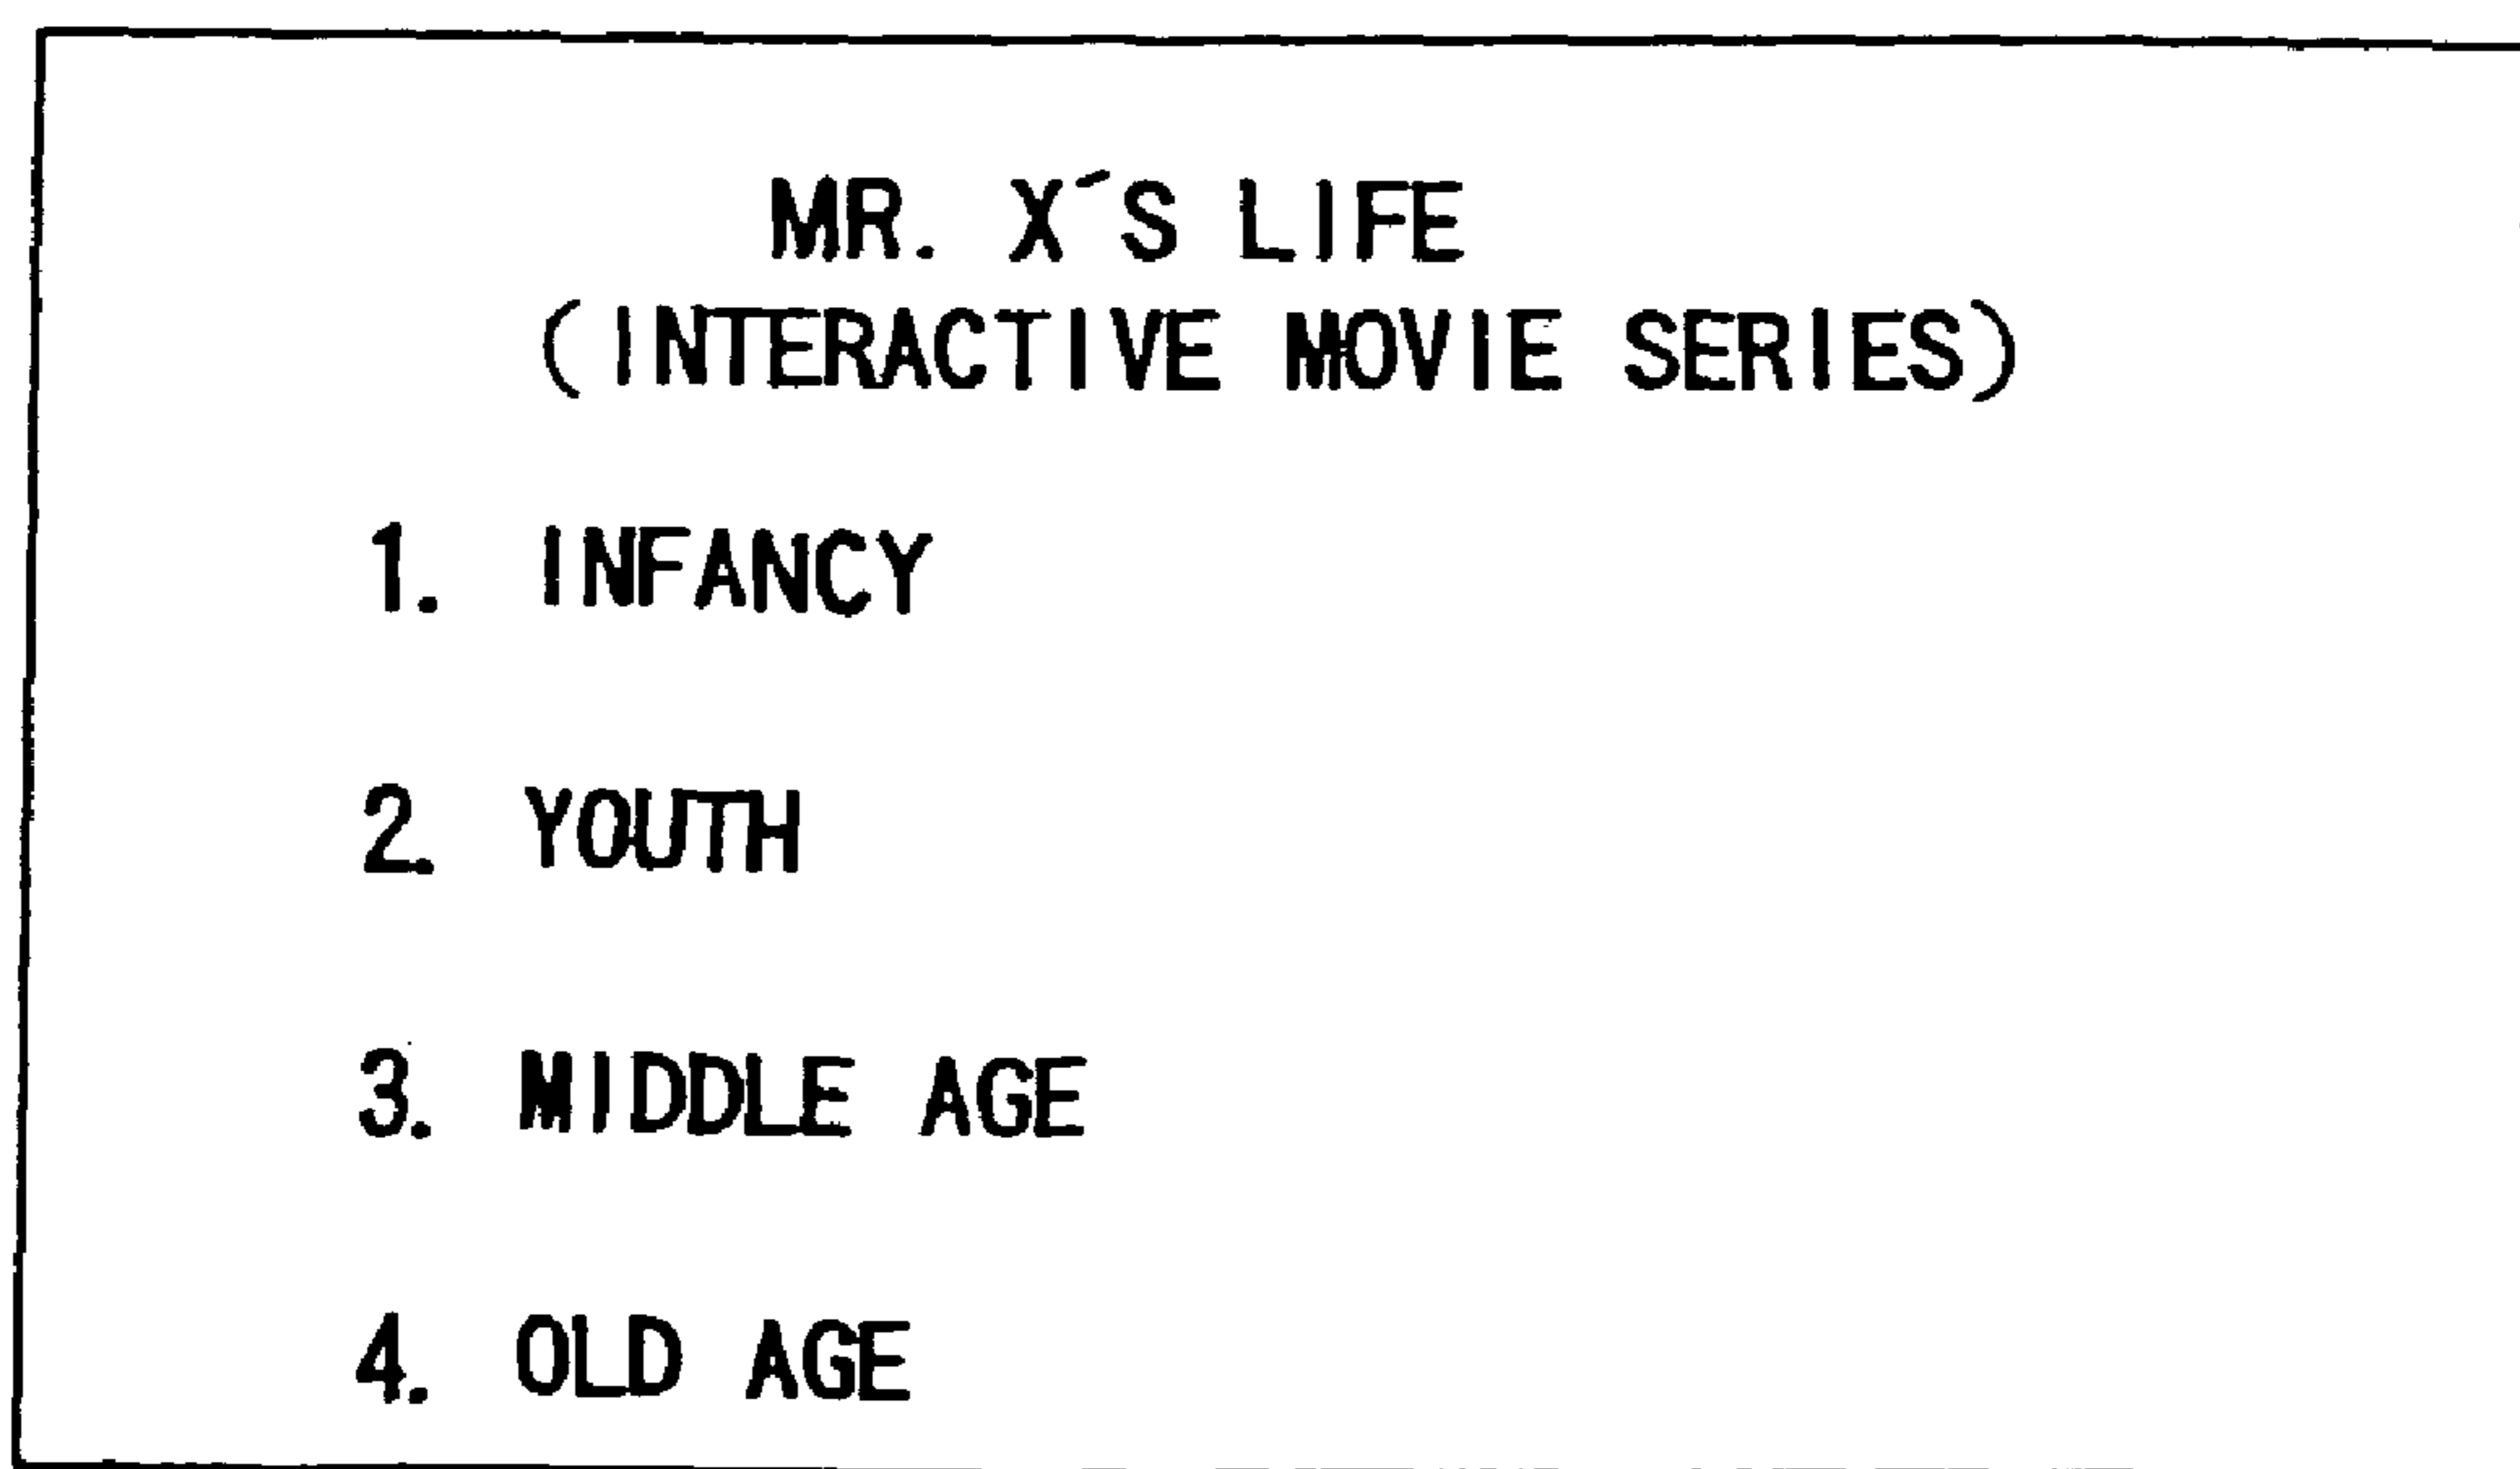 MR. X´S LIFE
(INTERACTIVE MOVIE SERIES)
1. INFANCY
2. YOUTH
3. MIDDLE AGE
4. OLD AGE